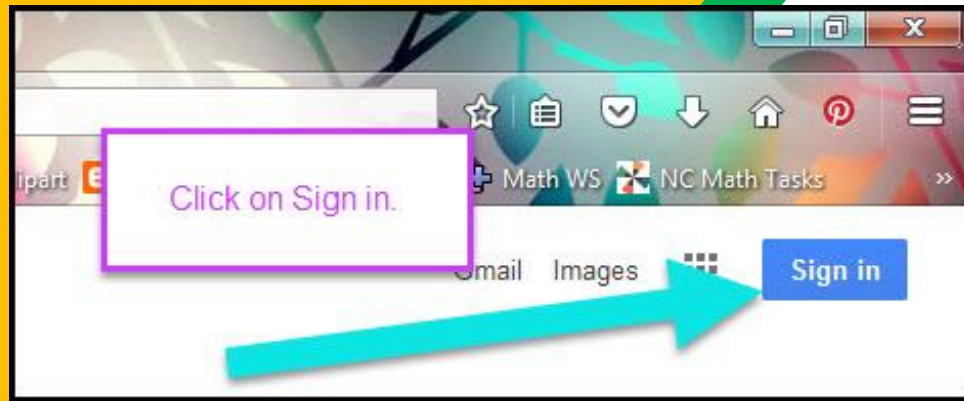 ipart Math WS NC Math Tasks »
Click on Sign in.
Gmail Images Sign in